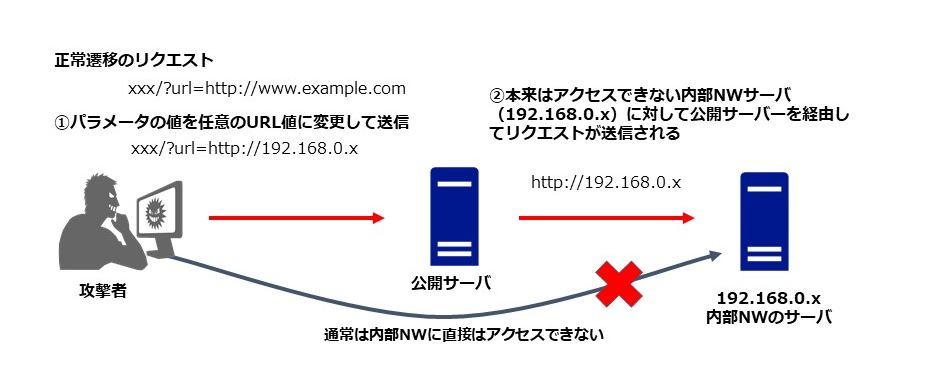 正常遷移のリクエスト
xxx/?url=http://www.example.com
①パラメータの値を任意のURL値に変更して送信
xxx/?url=http://192.168.0.x
②本来はアクセスできない内部NWサーバ
（192.168.0.x）に対して公開サーバーを経由し
てリクエストが送信される
http://192.168.0.x
攻撃者
公開サーバ
192.168.0.x
内部NWのサーバ
通常は内部NWに直接はアクセスできない